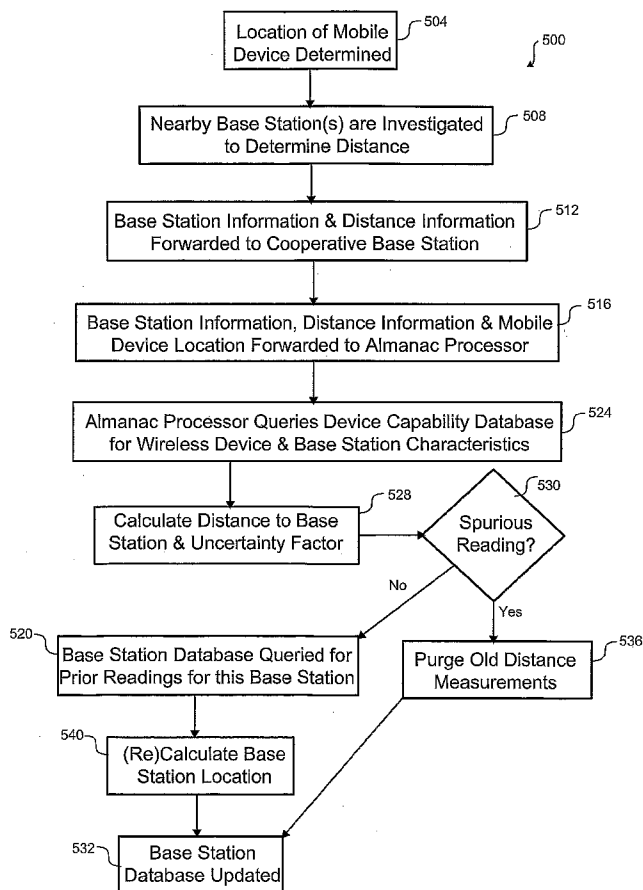 Location of Mobile
Device Determined
504
500
Nearby Base Station(s) are Investigated
to Determine Distance
508
Base Station Information & Distance Information
Forwarded to Cooperative Base Station
512
Base Station Information, Distance Information & Mobile
Device Location Forwarded to Almanac Processor
516
Almanac Processor Queries Device Capability Database
for Wireless Device & Base Station Characteristics
524
Calculate Distance to Base
Station & Uncertainty Factor
528
Spurious
Reading?
530
No
Yes
520
Base Station Database Queried for
Prior Readings for this Base Station
Purge Old Distance
Measurements
536
540
(Re)Calculate Base
Station Location
532
Base Station
Database Updated